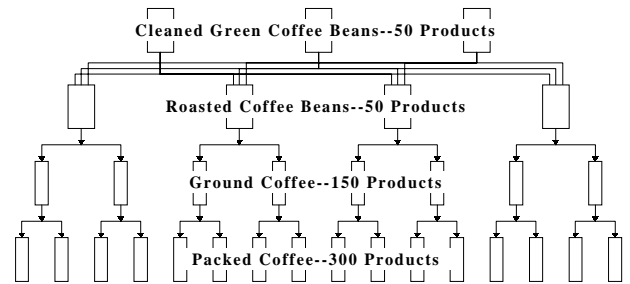 Cleaned Green Coffee Beans--50 Products
Roasted Coffee Beans--50 Products
Ground Coffee--150 Products
Packed Coffee--300 Products